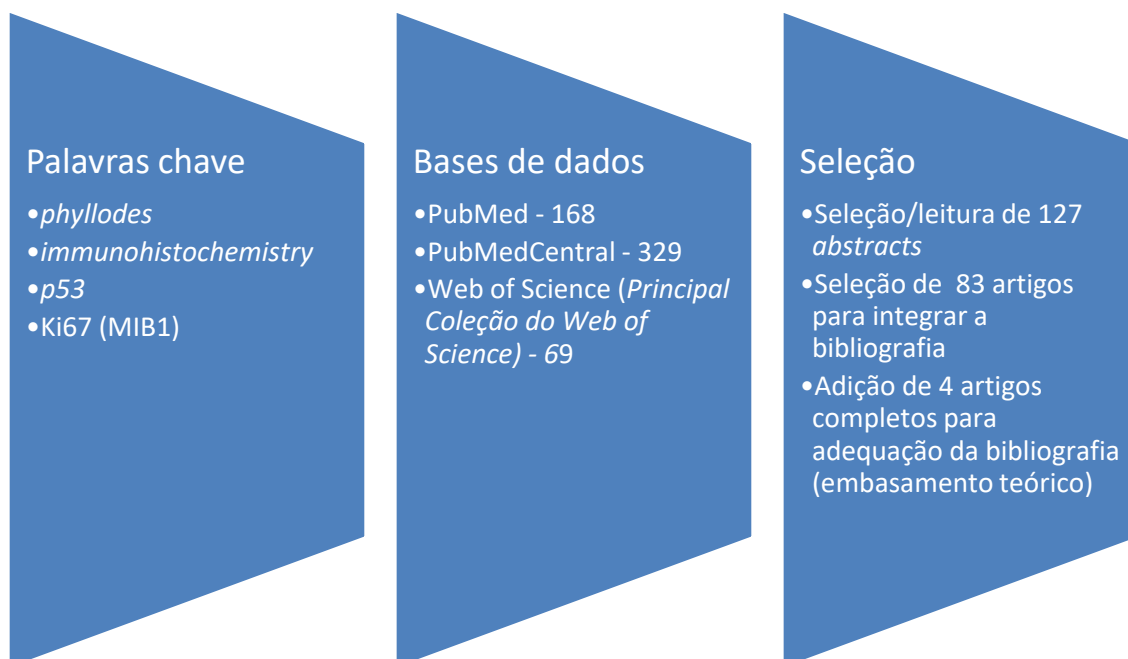 Palavras chave
•phyllodes
•immunohistochemistry
•p53
•Ki67 (MIB1)
Bases de dados
•PubMed - 168
•PubMedCentral - 329
•Web of Science (Principal
Coleção do Web of
Science) - 69
Seleção
•Seleção/leitura de 127
abstracts
•Seleção de 83 artigos
para integrar a
bibliografia
•Adição de 4 artigos
completos para
adequação da bibliografia
(embasamento teórico)